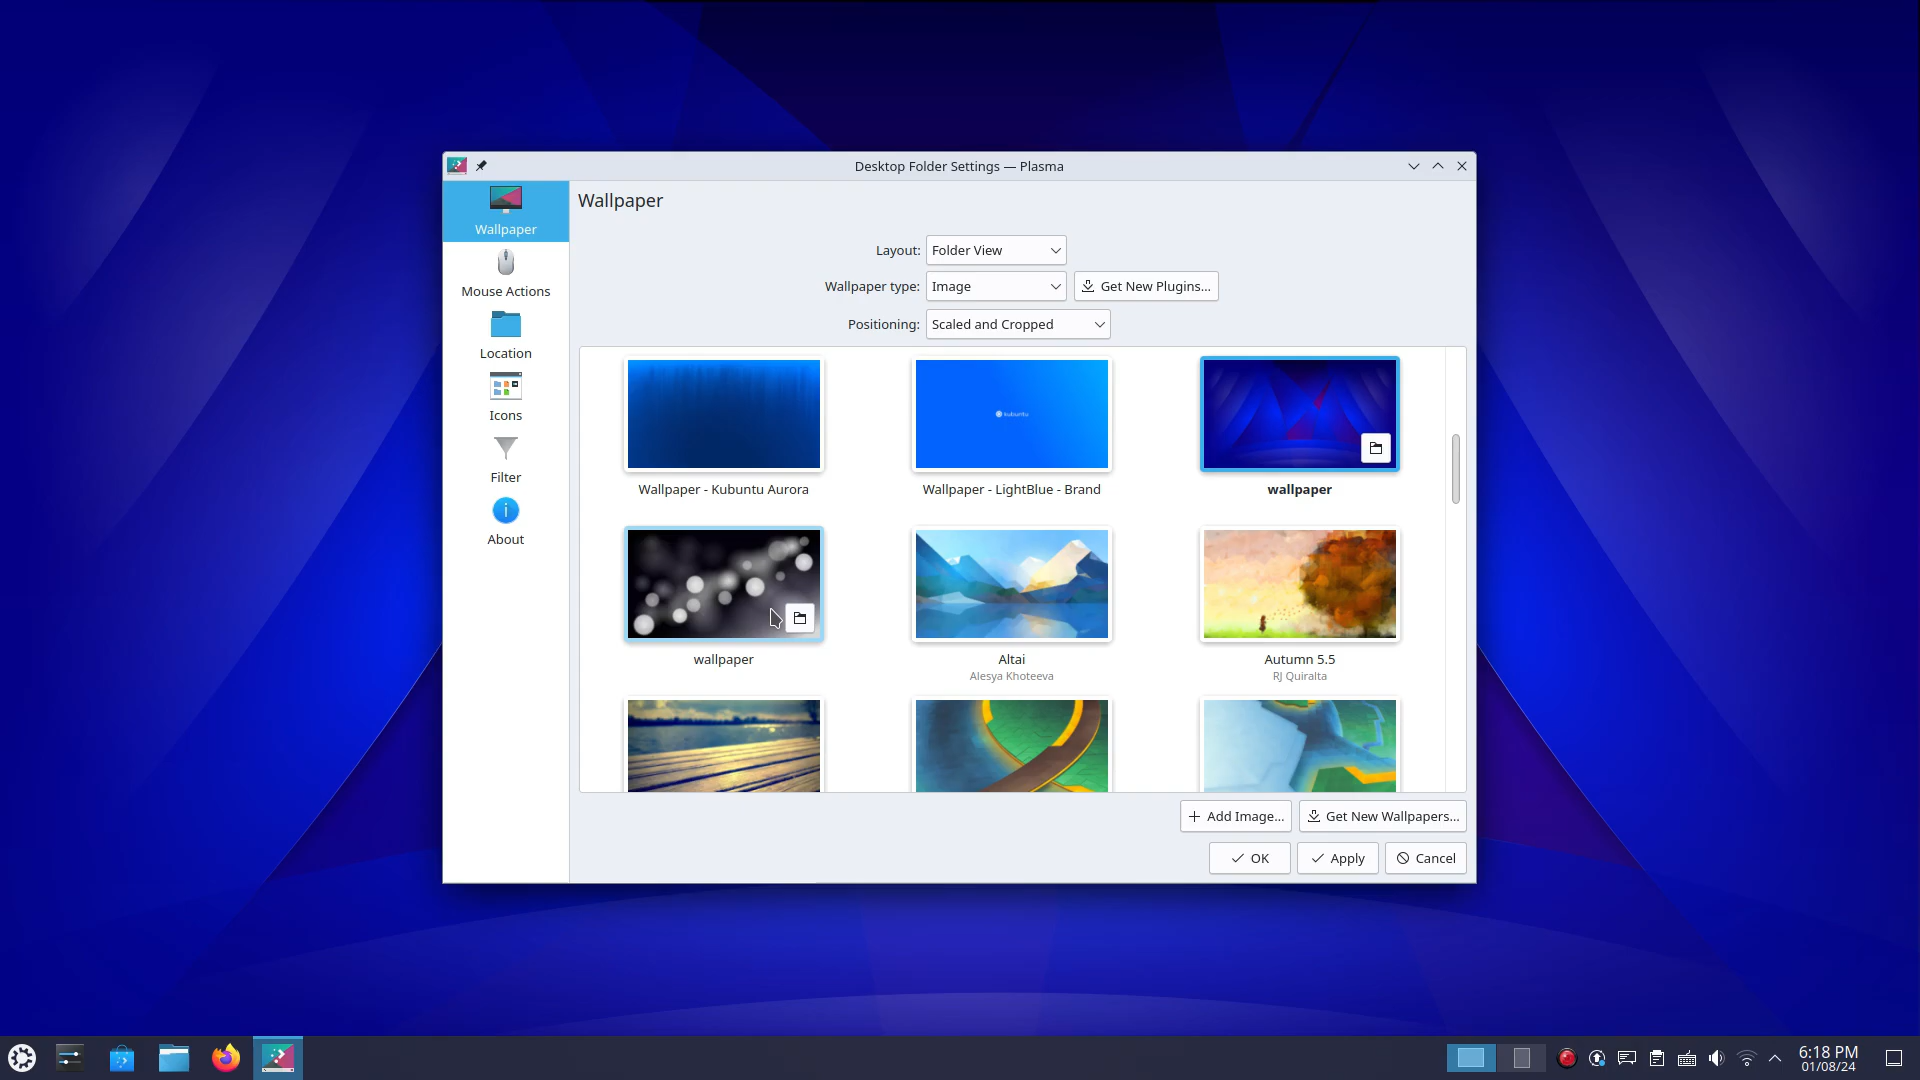 Desktop Folder Settings — Plasma
Wallpaper
Mouse Actions
Location
Icons
Filter
About
Wallpaper
Layout: Folder View
Wallpaper type: Image Get New Plugins...
Positioning: Scaled and Cropped
kubuntu
Wallpaper - Kubuntu Aurora
Wallpaper - LightBlue - Brand
wallpaper
wallpaper
Altai
Alesya Khoteeva
Autumn 5.5
RJ Quiralta
Add Image...
Get New Wallpapers...
OK
Apply
Cancel
6:18 PM
01/08/24